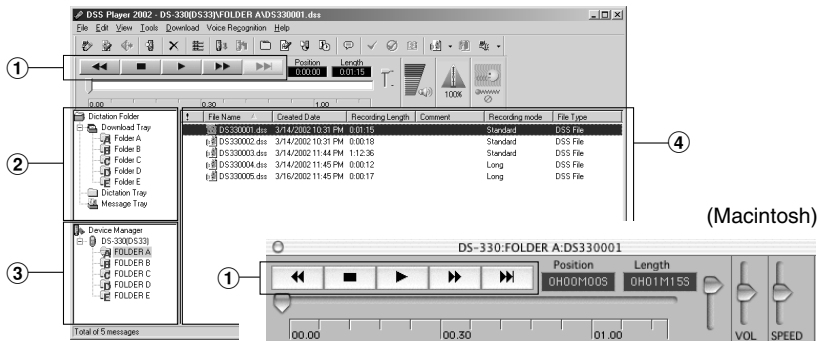 DSS Player 2002 - DS-330(DS33)\FOLDER A\DS330001.dss
File Edit View Tools Download Voice Recognition Help
①
Position Length
0:00:00 0:01:15
100%
0.00 0.30 1.00
②
Dictation Folder
Download Tray
Folder A
Folder B
Folder C
Folder D
Folder E
Dictation Tray
Message Tray
! File Name Created Date Recording Length Comment Recording mode File Type
DS330001.dss 3/14/2002 10:31 PM 0:01:15 Standard DSS File
DS330002.dss 3/14/2002 10:31 PM 0:00:18 Standard DSS File
DS330003.dss 3/14/2002 11:44 PM 1:12:36 Standard DSS File
DS330004.dss 3/14/2002 11:45 PM 0:00:12 Long DSS File
DS330005.dss 3/16/2002 11:45 PM 0:00:17 Long DSS File
④
③
Device Manager
DS-330(DS33)
FOLDER A
FOLDER B
FOLDER C
FOLDER D
FOLDER E
Total of 5 messages
(Macintosh)
DS-330:FOLDER A:DS330001
①
Position Length
0H00M00S 0H01M15S
00.00 00.30 01.00
VOL SPEED